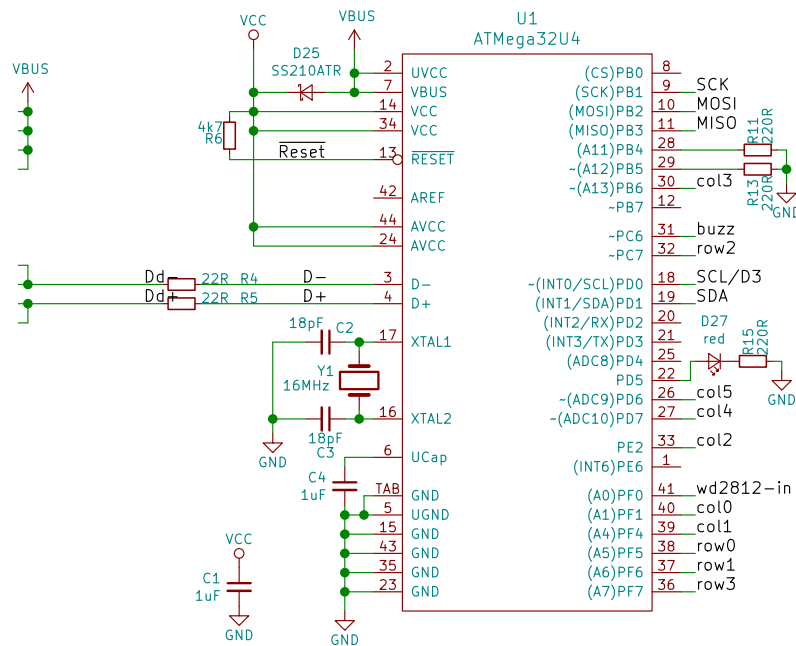 U1
ATMega32U4
VCC
VBUS
D25
SS210ATR
VBUS
4k7
R6
Reset
2 UVCC
7 VBUS
14 VCC
34 VCC
13 RESET
42 AREF
44 AVCC
24 AVCC
Dd- 22R R4 D- 3 D-
Dd+ 22R R5 D+ 4 D+
18pF C2
17 XTAL1
Y1
16MHz
16 XTAL2
18pF
C3
GND
6 UCap
C4
1uF
TAB GND
5 UGND
15 GND
43 GND
35 GND
23 GND
GND
VCC
C1
1uF
GND
(CS)PB0 8
(SCK)PB1 9 SCK
(MOSI)PB2 10 MOSI
(MISO)PB3 11 MISO
(A11)PB4 28
R11
220R
~(A12)PB5 29
R13
220R
GND
~(A13)PB6 30 col3
~PB7 12
~PC6 31 buzz
~PC7 32 row2
~(INT0/SCL)PD0 18 SCL/D3
(INT1/SDA)PD1 19 SDA
(INT2/RX)PD2 20
(INT3/TX)PD3 21
(ADC8)PD4 25
PD5 22
D27
red
R15
220R
GND
~(ADC9)PD6 26 col5
~(ADC10)PD7 27 col4
PE2 33 col2
(INT6)PE6 1
(A0)PF0 41 wd2812-in
(A1)PF1 40 col0
(A4)PF4 39 col1
(A5)PF5 38 row0
(A6)PF6 37 row1
(A7)PF7 36 row3